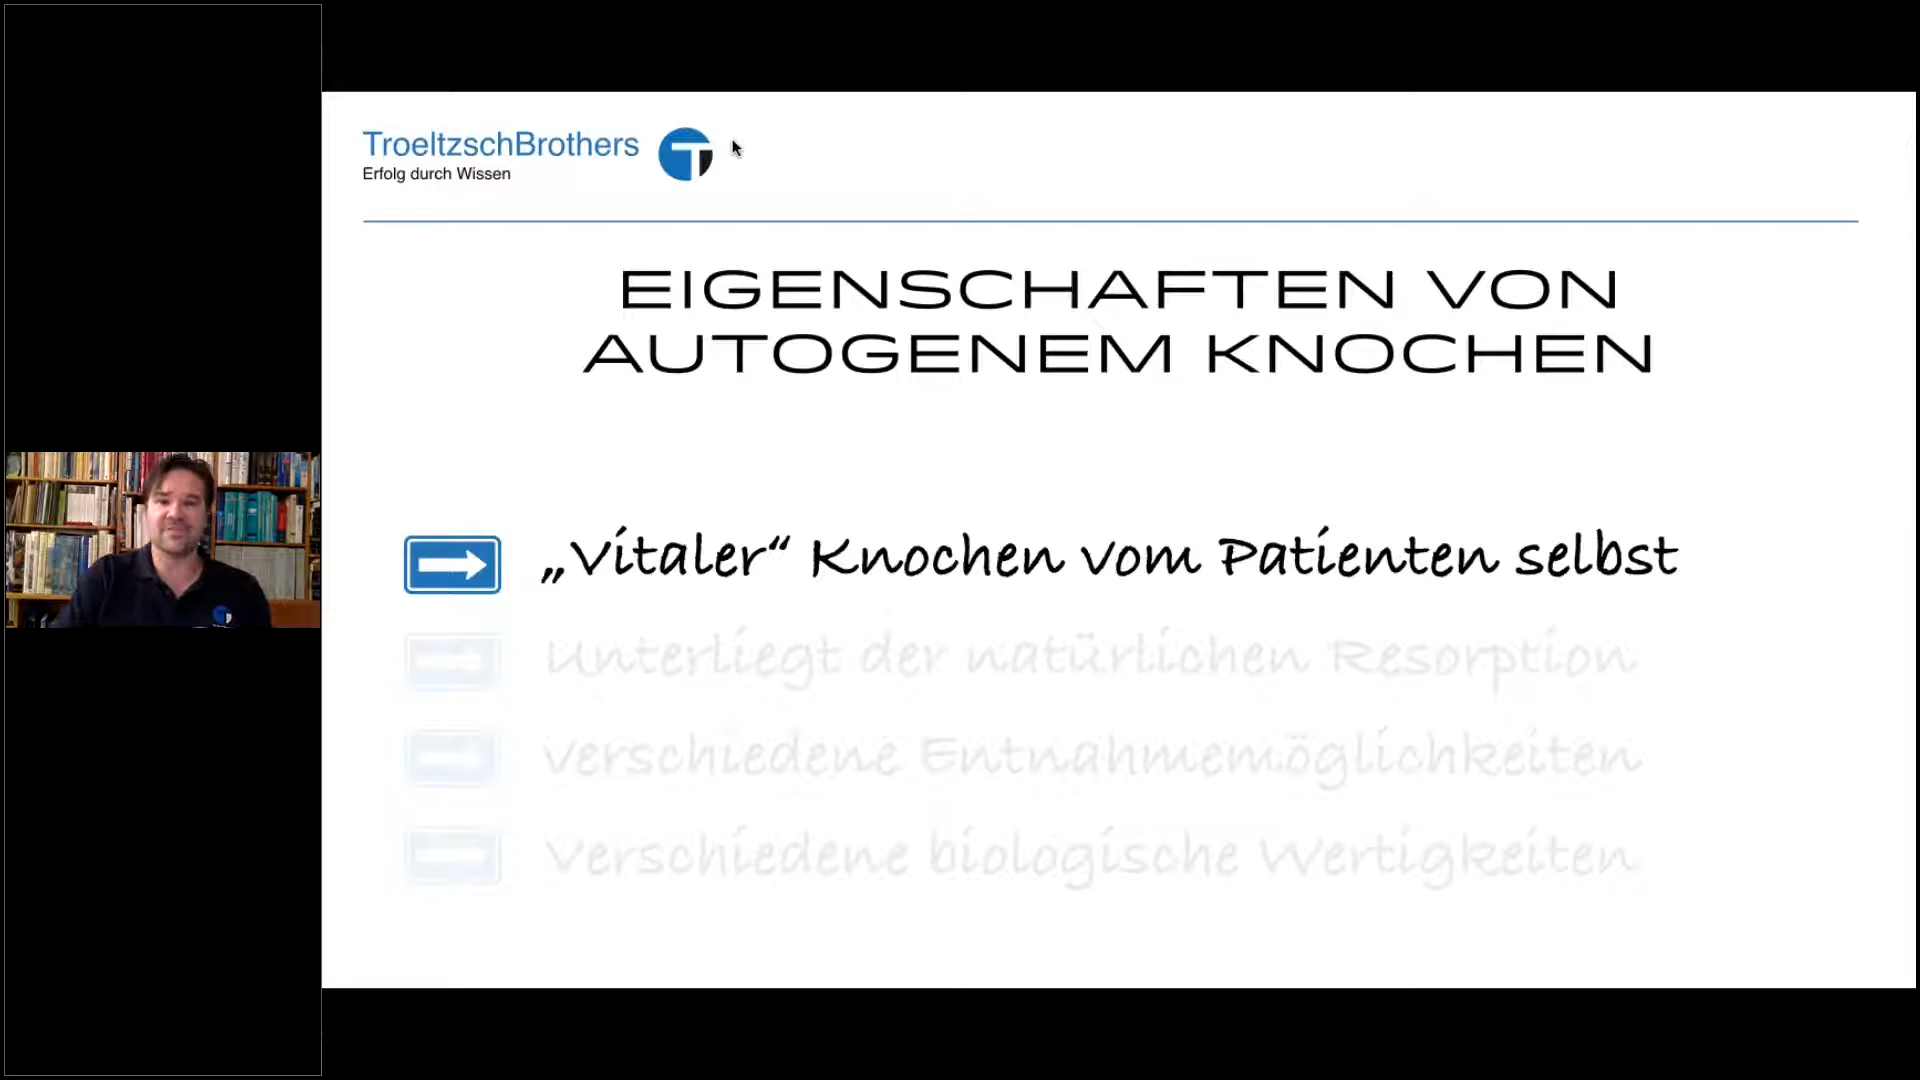 TroeltzschBrothers
Erfolg durch Wissen
EIGENSCHAFTEN VON
AUTOGENEM KNOCHEN
„Vitaler“ Knochen vom Patienten selbst
Unterliegt der natürlichen Resorption
Verschiedene Entnahmemöglichkeiten
Verschiedene biologische Wertigkeiten